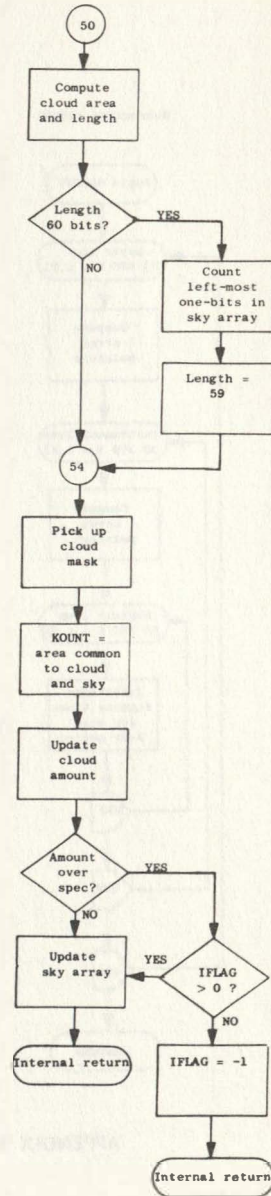 50
Compute
cloud area
and length
Length
60 bits?
YES
NO
Count
left-most
one-bits in
sky array
Length =
59
54
Pick up
cloud
mask
KOUNT =
area common
to cloud
and sky
Update
cloud
amount
Amount
over
spec?
YES
NO
Update
sky array
YES
IFLAG
> 0 ?
NO
Internal return
IFLAG = -1
Internal return